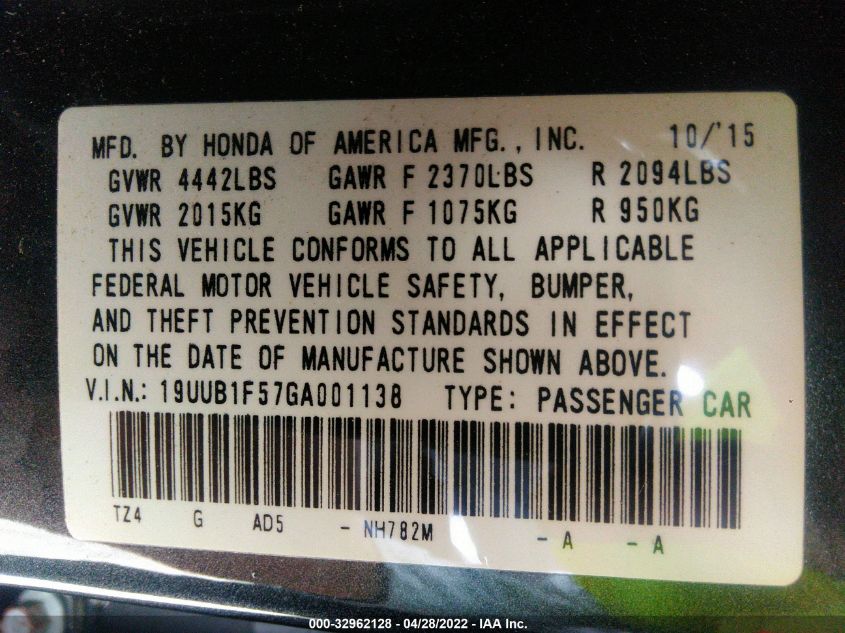 MFD. BY HONDA OF AMERICA MFG., INC. 10/'15
GVWR 4442LBS GAWR F 2370LBS R 2094LBS
GVWR 2015KG GAWR F 1075KG R 950KG
THIS VEHICLE CONFORMS TO ALL APPLICABLE
FEDERAL MOTOR VEHICLE SAFETY, BUMPER,
AND THEFT PREVENTION STANDARDS IN EFFECT
ON THE DATE OF MANUFACTURE SHOWN ABOVE.
V.I.N.: 19UUB1F57GA001138 TYPE: PASSENGER CAR
TZ4 G AD5 - NH782M - A - A
000-32962128 - 04/28/2022 - IAA Inc.